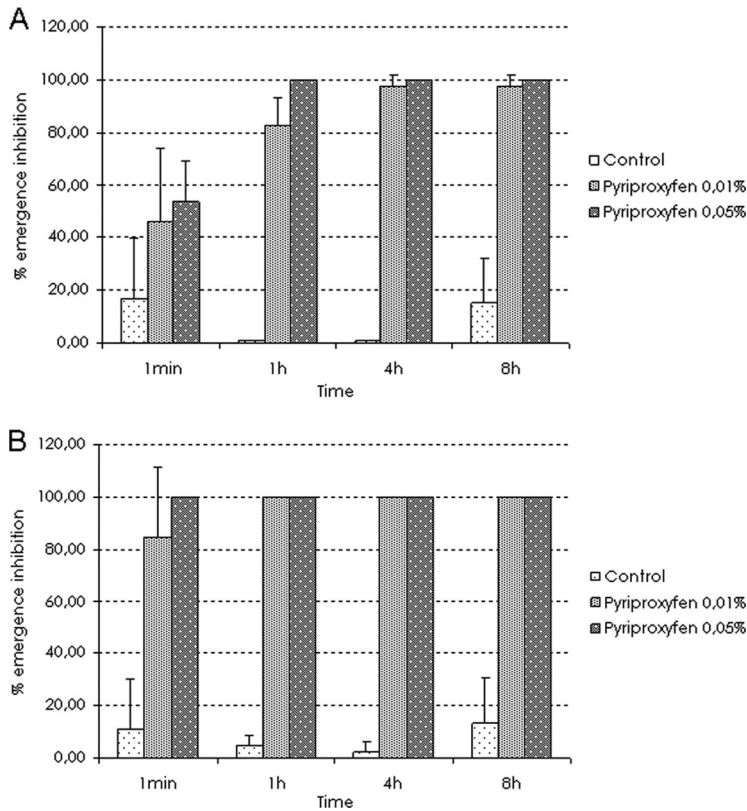 A
120,00
100,00
80,00
60,00
40,00
20,00
0,00
% emergence inhibition
1min 1h 4h 8h
Time
Control
Pyriproxyfen 0,01%
Pyriproxyfen 0,05%
B
120,00
100,00
80,00
60,00
40,00
20,00
0,00
% emergence inhibition
1min 1h 4h 8h
Time
Control
Pyriproxyfen 0,01%
Pyriproxyfen 0,05%